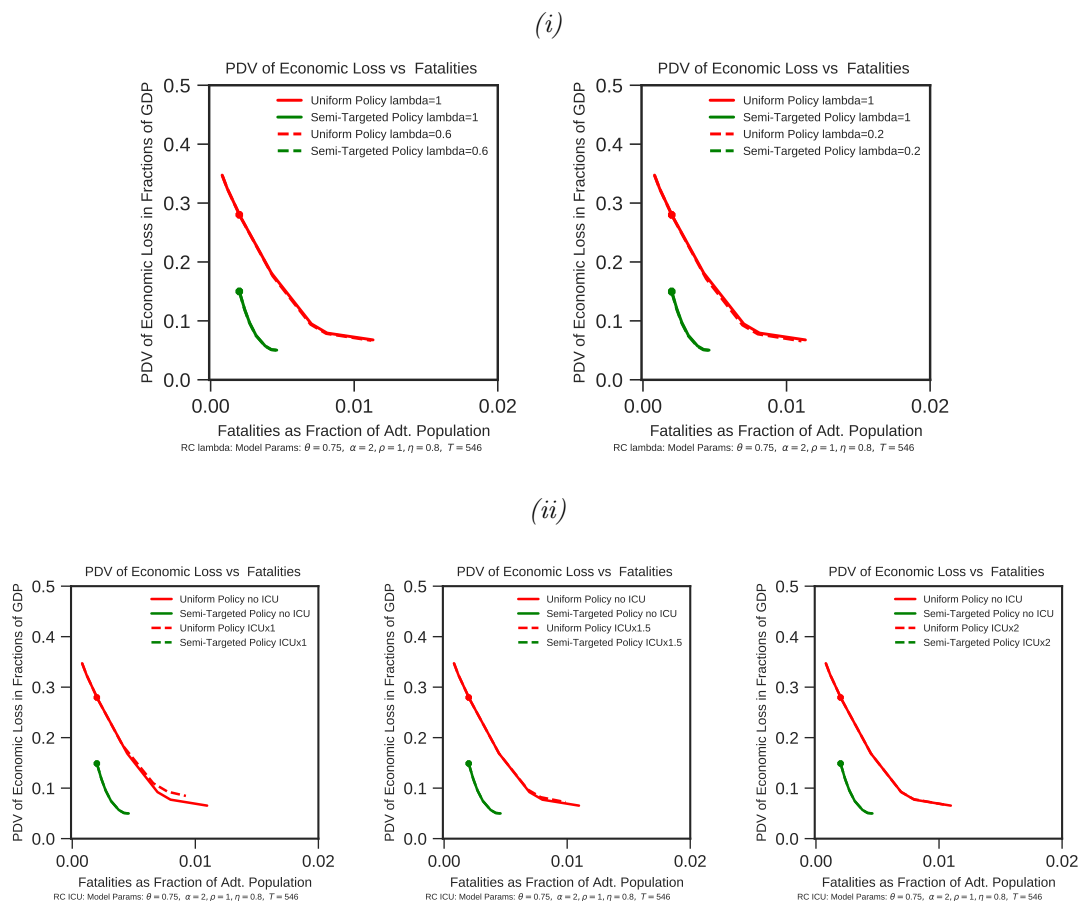 (i)
PDV of Economic Loss vs Fatalities
PDV of Economic Loss in Fractions of GDP
0.5
0.4
0.3
0.2
0.1
0.0
Uniform Policy lambda=1
Semi-Targeted Policy lambda=1
Uniform Policy lambda=0.6
Semi-Targeted Policy lambda=0.6
0.00 0.01 0.02
Fatalities as Fraction of Adt. Population
RC lambda: Model Params: θ = 0.75, α = 2, ρ = 1, η = 0.8, T = 546
PDV of Economic Loss vs Fatalities
PDV of Economic Loss in Fractions of GDP
0.5
0.4
0.3
0.2
0.1
0.0
Uniform Policy lambda=1
Semi-Targeted Policy lambda=1
Uniform Policy lambda=0.2
Semi-Targeted Policy lambda=0.2
0.00 0.01 0.02
Fatalities as Fraction of Adt. Population
RC lambda: Model Params: θ = 0.75, α = 2, ρ = 1, η = 0.8, T = 546
(ii)
PDV of Economic Loss vs Fatalities
PDV of Economic Loss in Fractions of GDP
0.5
0.4
0.3
0.2
0.1
0.0
Uniform Policy no ICU
Semi-Targeted Policy no ICU
Uniform Policy ICUx1
Semi-Targeted Policy ICUx1
0.00 0.01 0.02
Fatalities as Fraction of Adt. Population
RC ICU: Model Params: θ = 0.75, α = 2, ρ = 1, η = 0.8, T = 546
PDV of Economic Loss vs Fatalities
PDV of Economic Loss in Fractions of GDP
0.5
0.4
0.3
0.2
0.1
0.0
Uniform Policy no ICU
Semi-Targeted Policy no ICU
Uniform Policy ICUx1.5
Semi-Targeted Policy ICUx1.5
0.00 0.01 0.02
Fatalities as Fraction of Adt. Population
RC ICU: Model Params: θ = 0.75, α = 2, ρ = 1, η = 0.8, T = 546
PDV of Economic Loss vs Fatalities
PDV of Economic Loss in Fractions of GDP
0.5
0.4
0.3
0.2
0.1
0.0
Uniform Policy no ICU
Semi-Targeted Policy no ICU
Uniform Policy ICUx2
Semi-Targeted Policy ICUx2
0.00 0.01 0.02
Fatalities as Fraction of Adt. Population
RC ICU: Model Params: θ = 0.75, α = 2, ρ = 1, η = 0.8, T = 546